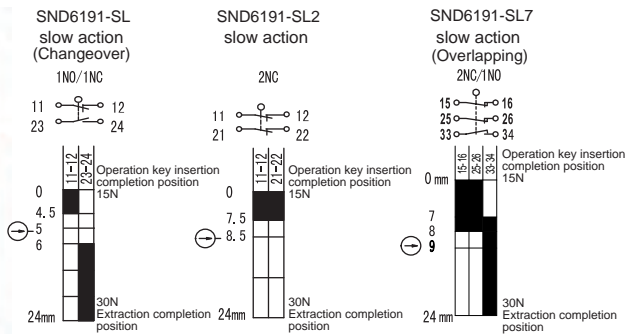 SND6191-SL
slow action
(Changeover)
1NO/1NC
11 12
23 24
11-12
23-24
Operation key insertion
completion position
15N
0
4.5
5
6
24mm
30N
Extraction completion
position
SND6191-SL2
slow action
2NC
11 12
21 22
11-12
21-22
Operation key insertion
completion position
15N
0
7.5
8.5
24mm
30N
Extraction completion
position
SND6191-SL7
slow action
(Overlapping)
2NC/1NO
15 16
25 26
33 34
15-16
25-26
33-34
Operation key insertion
completion position
15N
0 mm
7
8
9
24 mm
30N
Extraction completion
position